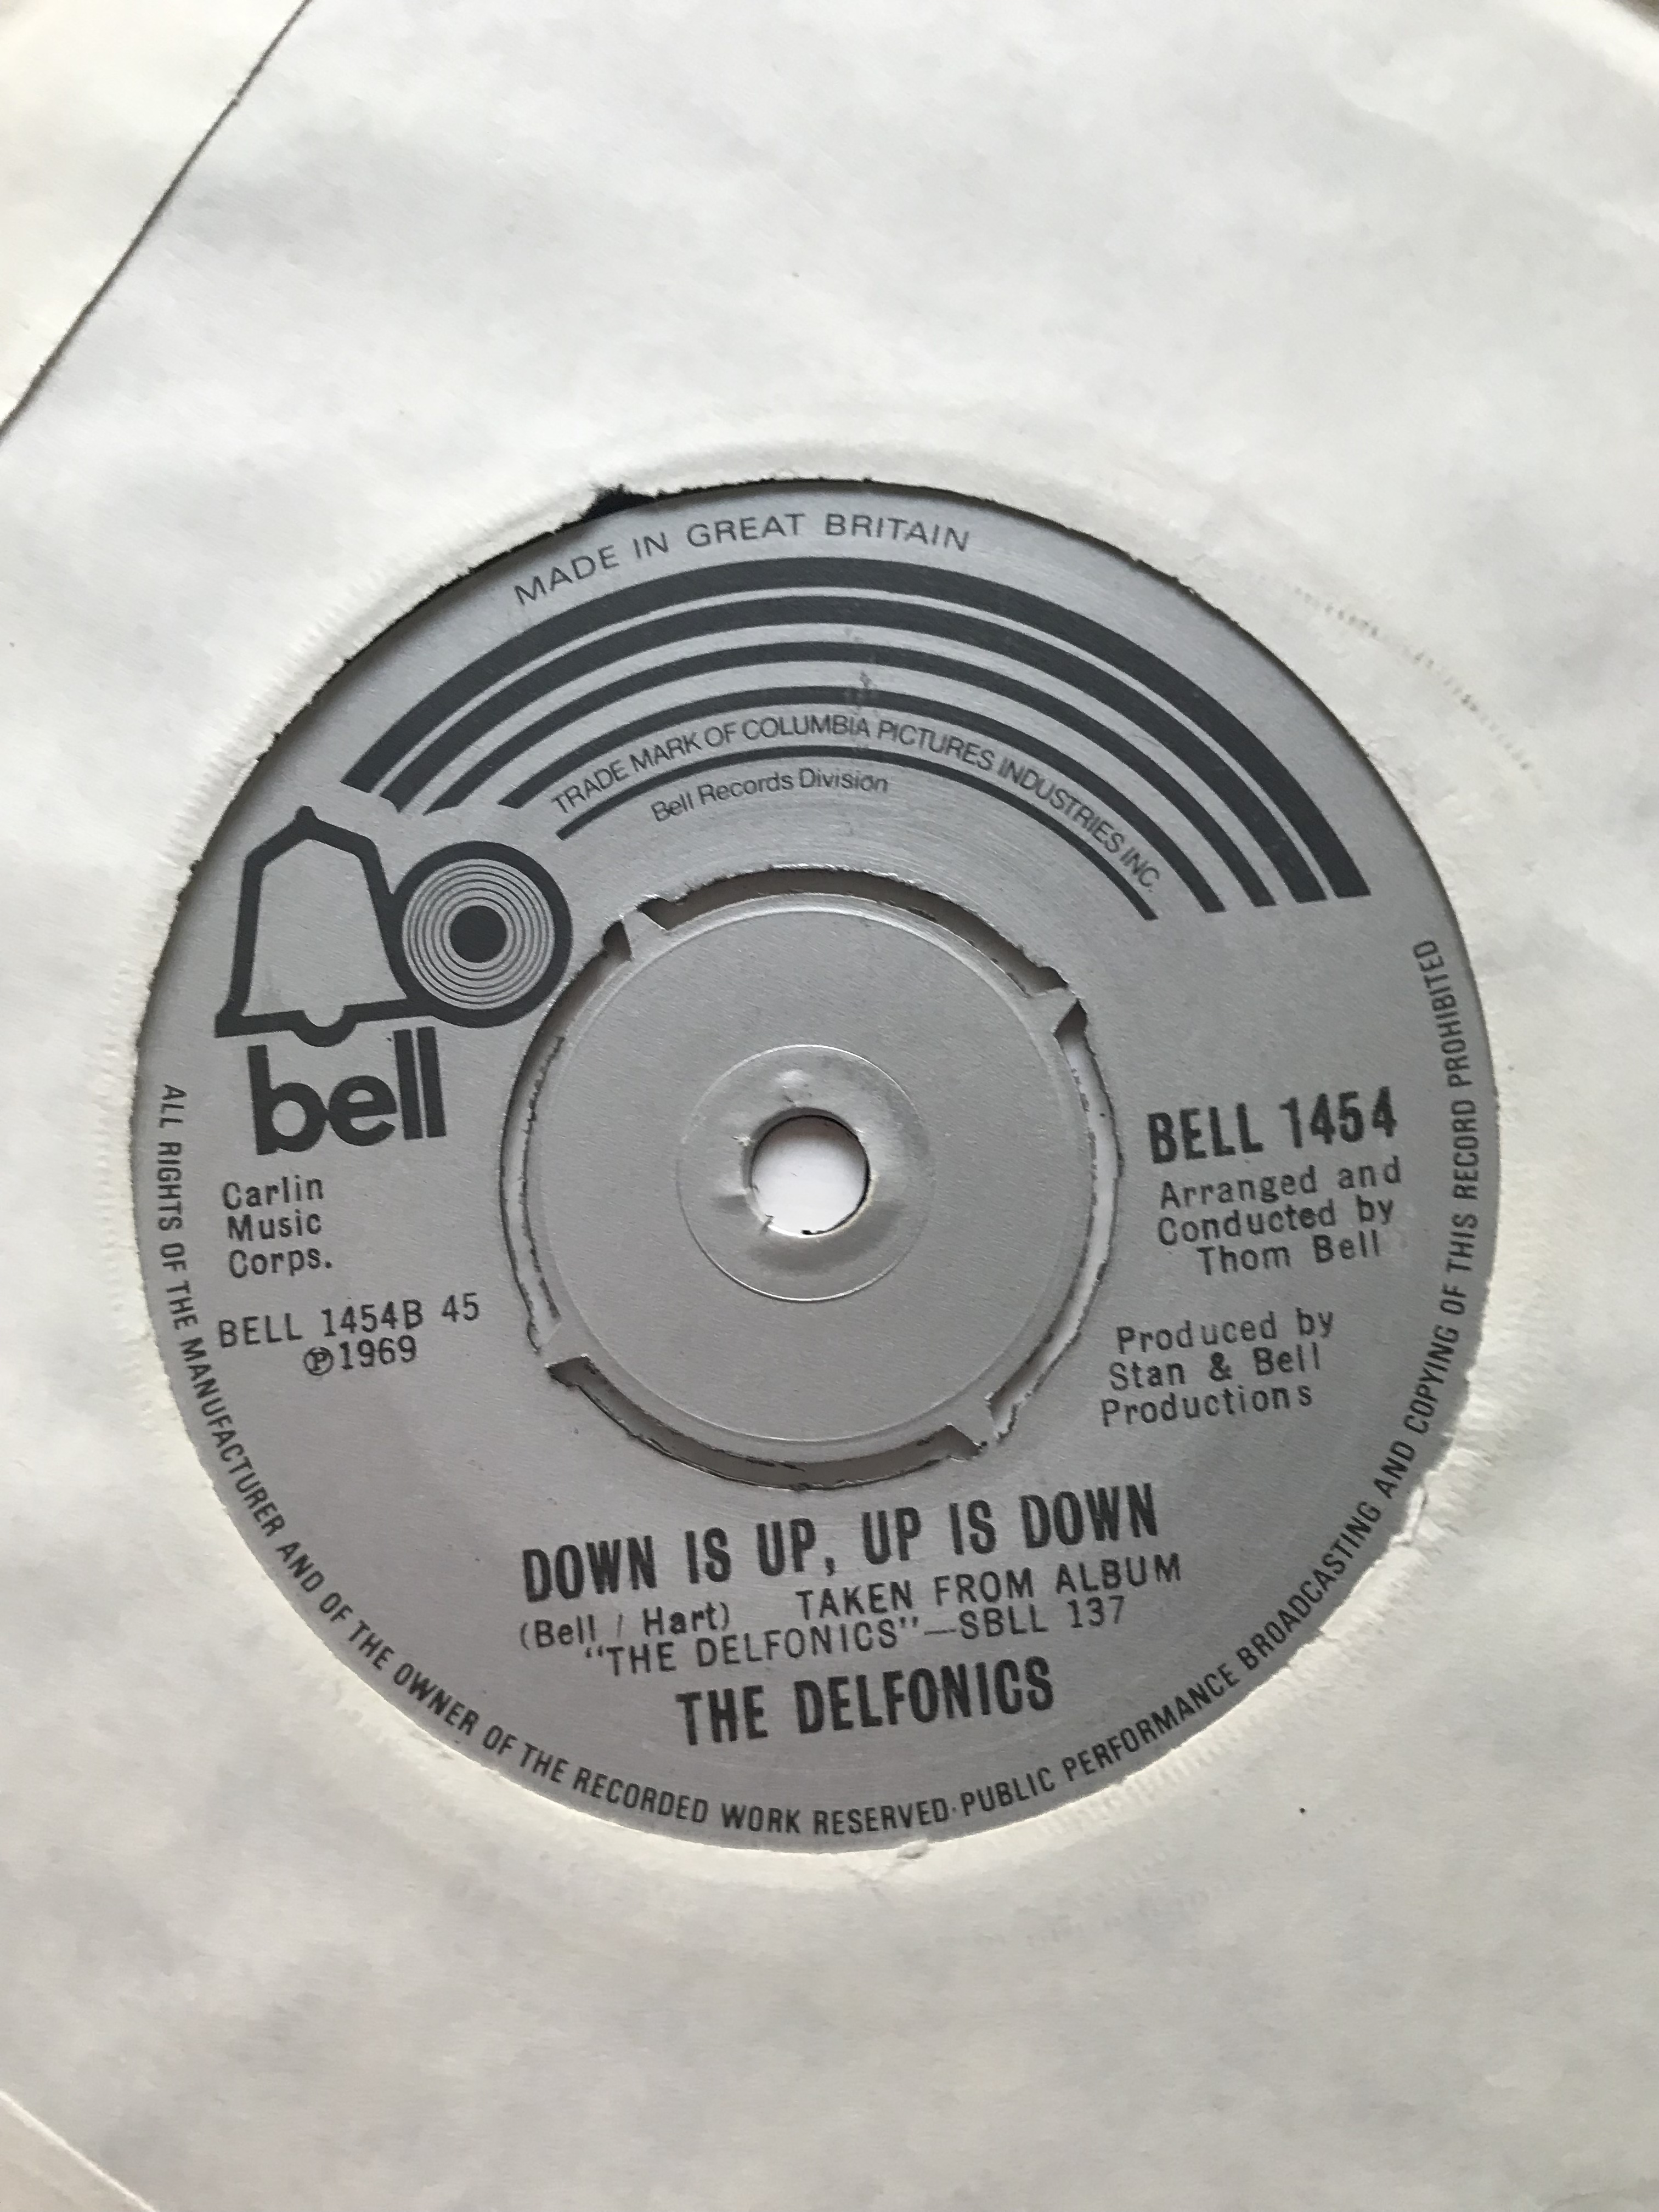 MADE IN GREAT BRITAIN
TRADE MARK OF COLUMBIA PICTURES INDUSTRIES INC.
Bell Records Division
bell
Carlin
Music
Corps.
BELL 1454B 45
℗1969
BELL 1454
Arranged and
Conducted by
Thom Bell
Produced by
Stan & Bell
Productions
DOWN IS UP, UP IS DOWN
(Bell / Hart) TAKEN FROM ALBUM
"THE DELFONICS"—SBLL 137
THE DELFONICS
ALL RIGHTS OF THE MANUFACTURER AND OF THE OWNER OF THE RECORDED WORK RESERVED·PUBLIC PERFORMANCE BROADCASTING AND COPYING OF THIS RECORD PROHIBITED